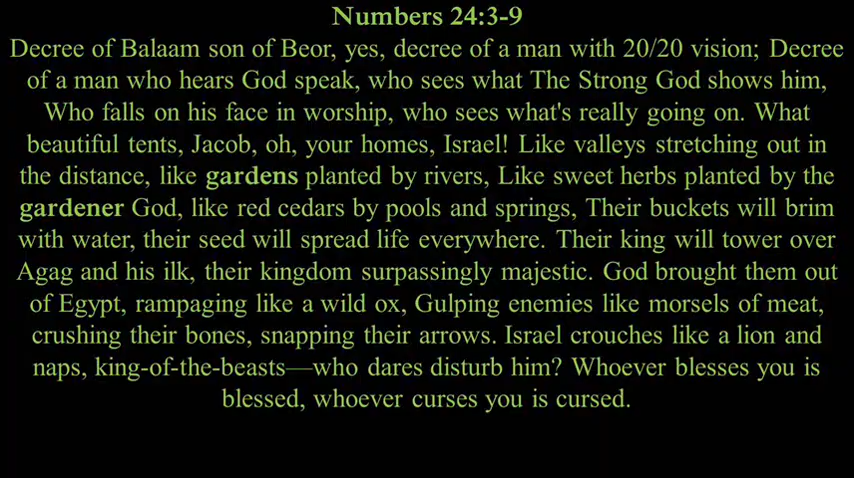 Numbers 24:3-9
Decree of Balaam son of Beor, yes, decree of a man with 20/20 vision; Decree
of a man who hears God speak, who sees what The Strong God shows him,
Who falls on his face in worship, who sees what's really going on. What
beautiful tents, Jacob, oh, your homes, Israel! Like valleys stretching out in
the distance, like gardens planted by rivers, Like sweet herbs planted by the
gardener God, like red cedars by pools and springs, Their buckets will brim
with water, their seed will spread life everywhere. Their king will tower over
Agag and his ilk, their kingdom surpassingly majestic. God brought them out
of Egypt, rampaging like a wild ox, Gulping enemies like morsels of meat,
crushing their bones, snapping their arrows. Israel crouches like a lion and
naps, king-of-the-beasts—who dares disturb him? Whoever blesses you is
blessed, whoever curses you is cursed.